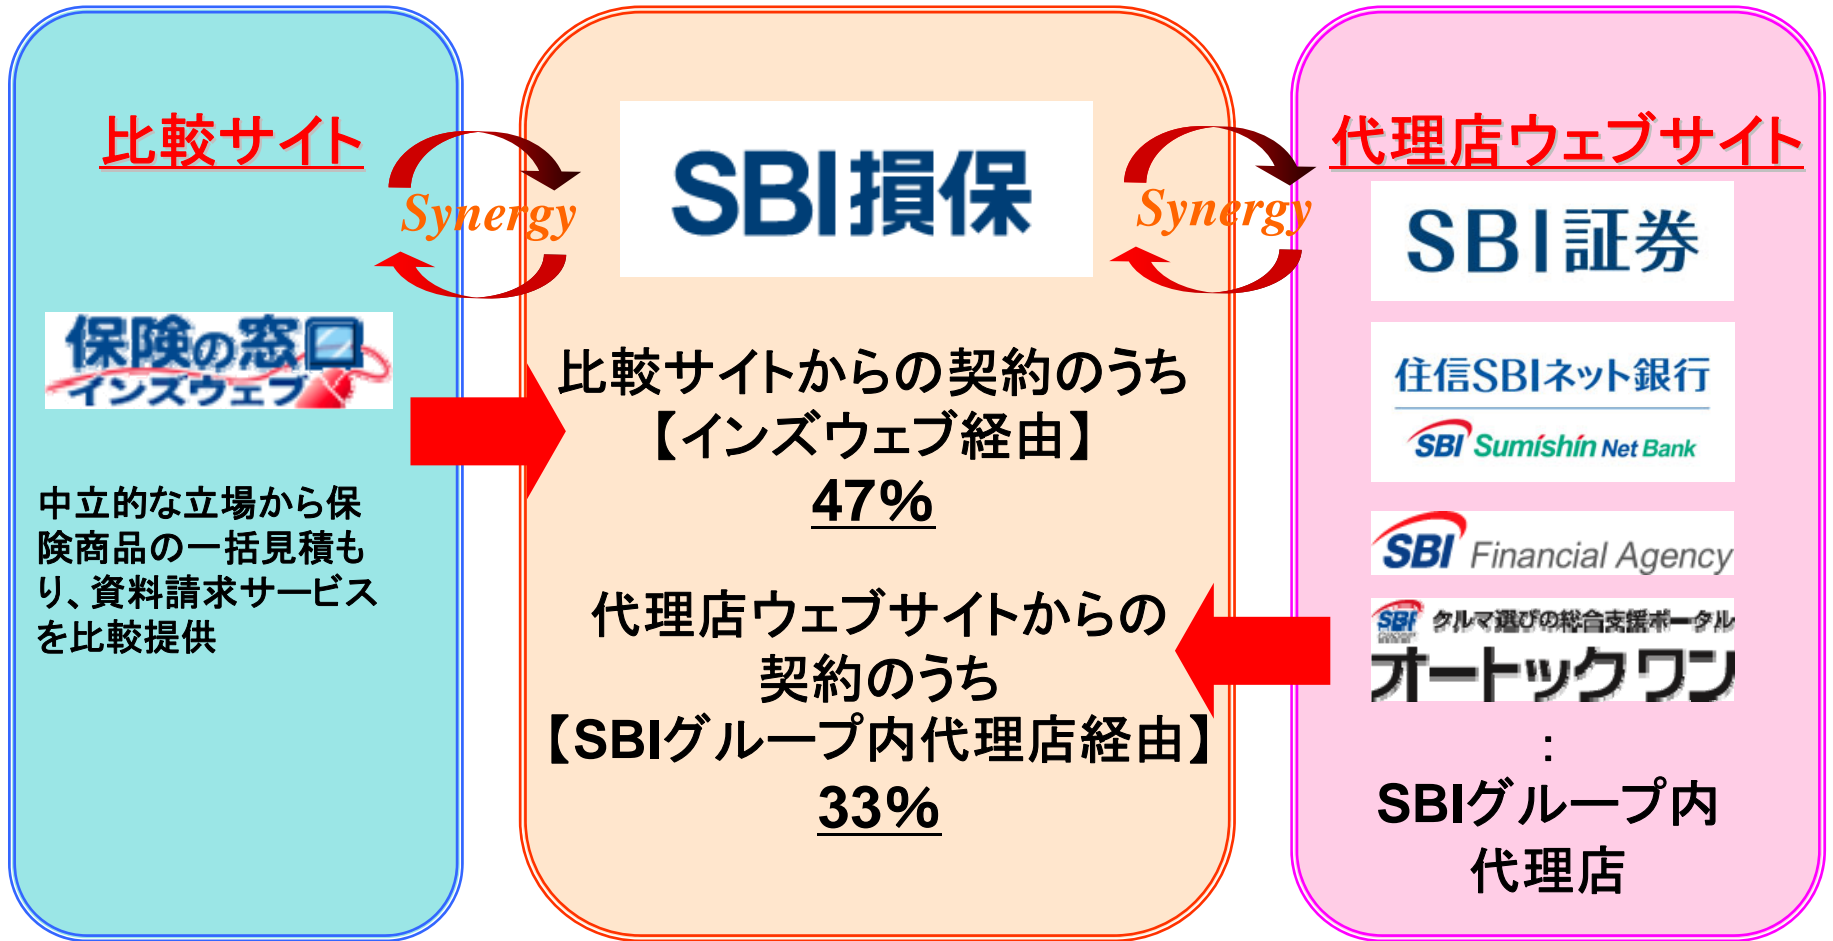 比較サイト
Synergy
保険の窓口
インズウェブ
中立的な立場から保
険商品の一括見積も
り、資料請求サービス
を比較提供
SBI損保
比較サイトからの契約のうち
【インズウェブ経由】
47%
代理店ウェブサイトからの
契約のうち
【SBIグループ内代理店経由】
33%
Synergy
代理店ウェブサイト
SBI証券
住信SBIネット銀行
SBI Sumishin Net Bank
SBI Financial Agency
SBI クルマ選びの総合支援ポータル
オートックワン
：
SBIグループ内
代理店